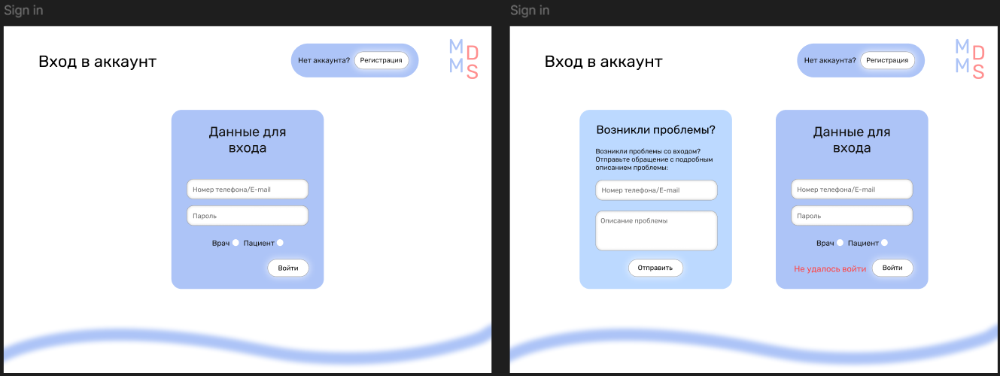 Sign in
Вход в аккаунт
Нет аккаунта? Регистрация
M
D
M
S
Данные для
входа
Номер телефона/E-mail
Пароль
Врач Пациент
Войти
Sign in
Вход в аккаунт
Нет аккаунта? Регистрация
M
D
M
S
Возникли проблемы?
Возникли проблемы со входом?
Отправьте обращение с подробным
описанием проблемы:
Номер телефона/E-mail
Описание проблемы
Отправить
Данные для
входа
Номер телефона/E-mail
Пароль
Врач Пациент
Не удалось войти Войти